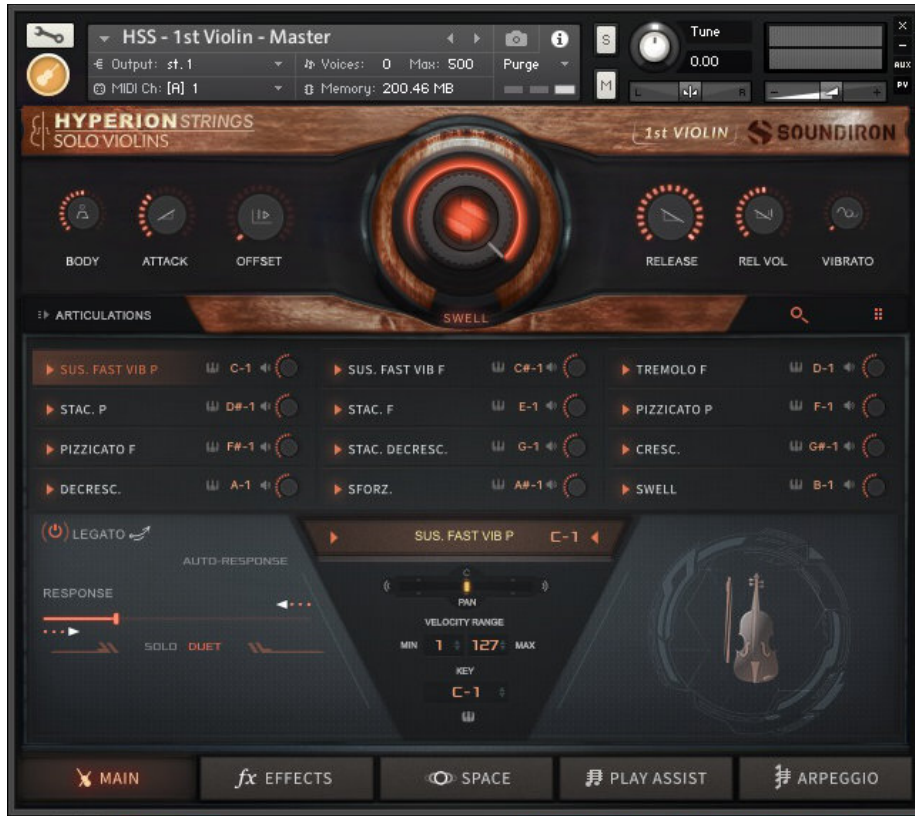 HSS - 1st Violin - Master
Output: st. 1
Voices: 0 Max: 500
Purge
MIDI Ch: [A] 1
Memory: 200.46 MB
S
M
Tune
0.00
L R
- +
×
–
AUX
PV
HYPERION STRINGS
SOLO VIOLINS
1st VIOLIN
SOUNDIRON
BODY ATTACK OFFSET
RELEASE REL VOL VIBRATO
ARTICULATIONS
SWELL
SUS. FAST VIB P C-1
SUS. FAST VIB F C#-1
TREMOLO F D-1
STAC. P D#-1
STAC. F E-1
PIZZICATO P F-1
PIZZICATO F F#-1
STAC. DECRESC. G-1
CRESC. G#-1
DECRESC. A-1
SFORZ. A#-1
SWELL B-1
LEGATO
AUTO-RESPONSE
RESPONSE
SOLO DUET
SUS. FAST VIB P C-1
C
PAN
VELOCITY RANGE
MIN 1 127 MAX
KEY
C-1
MAIN
fx EFFECTS
SPACE
PLAY ASSIST
ARPEGGIO